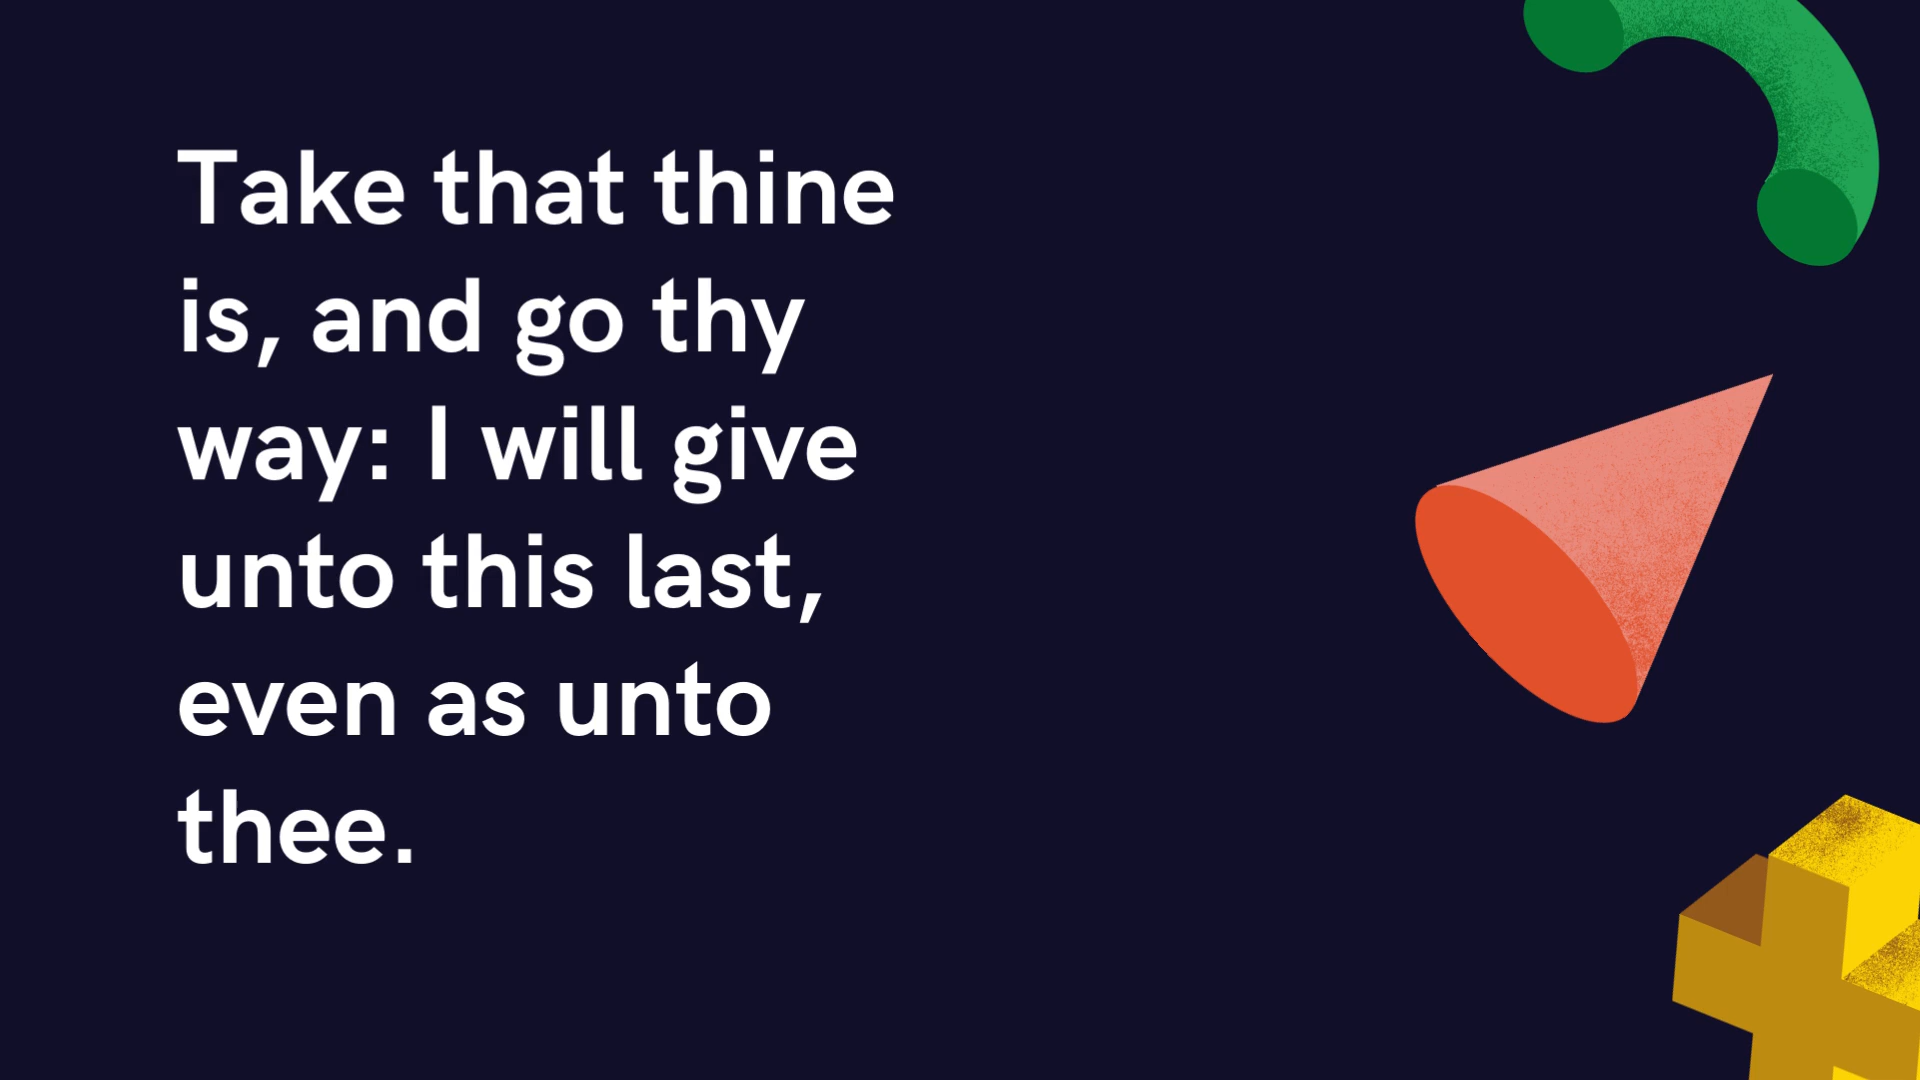 Take that thine
is, and go thy
way: I will give
unto this last,
even as unto
thee.